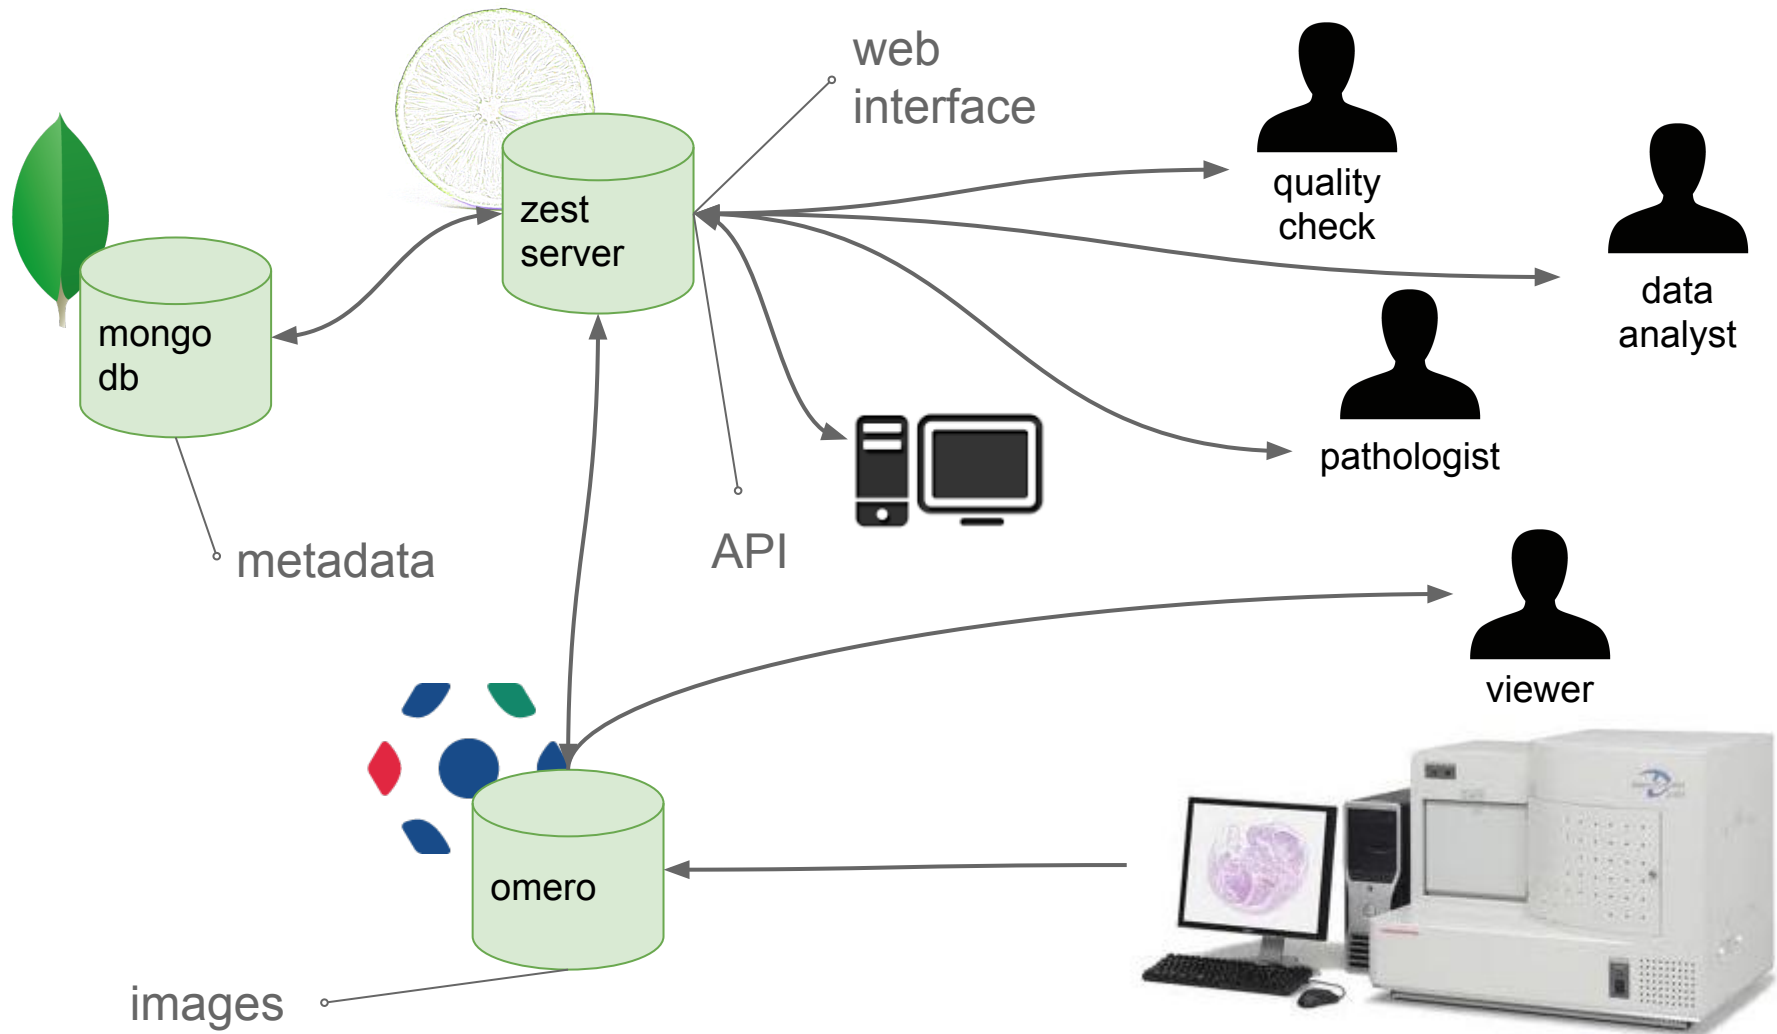 web
interface
zest
server
quality
check
data
analyst
mongo
db
pathologist
metadata
API
viewer
omero
images